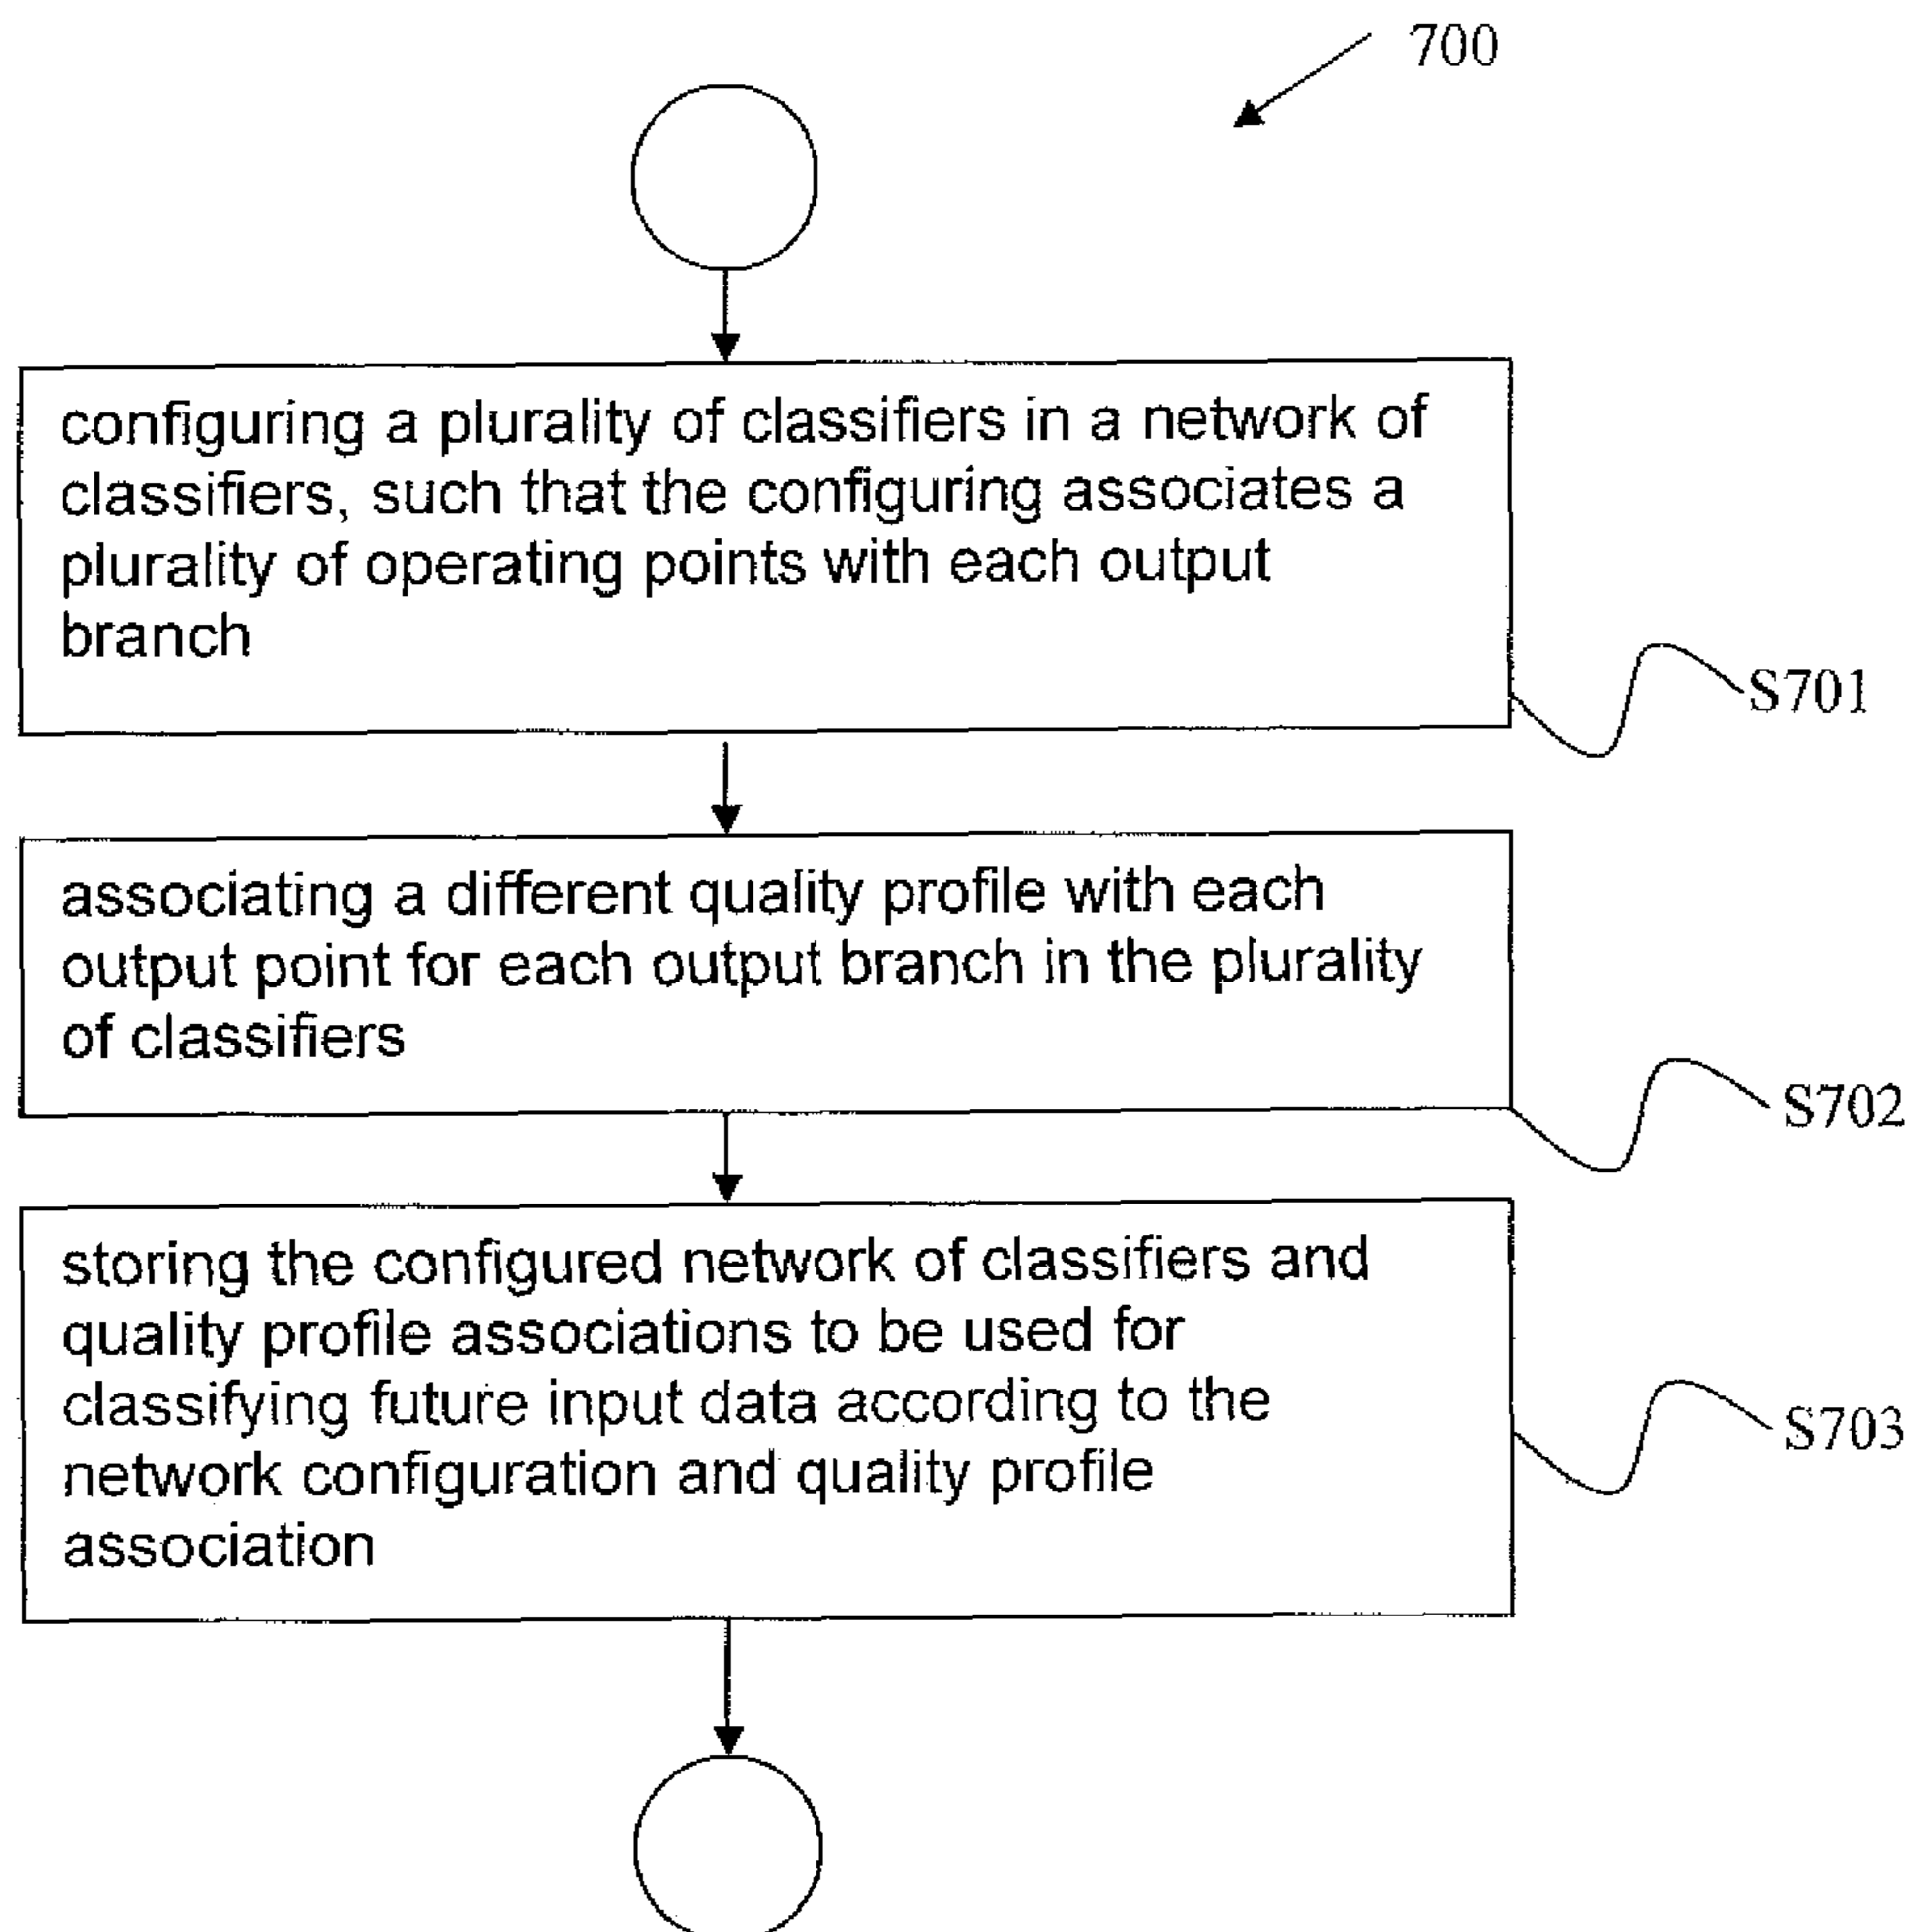 700
configuring a plurality of classifiers in a network of
classifiers, such that the configuring associates a
plurality of operating points with each output
branch
S701
associating a different quality profile with each
output point for each output branch in the plurality
of classifiers
S702
storing the configured network of classifiers and
quality profile associations to be used for
classifying future input data according to the
network configuration and quality profile
association
S703